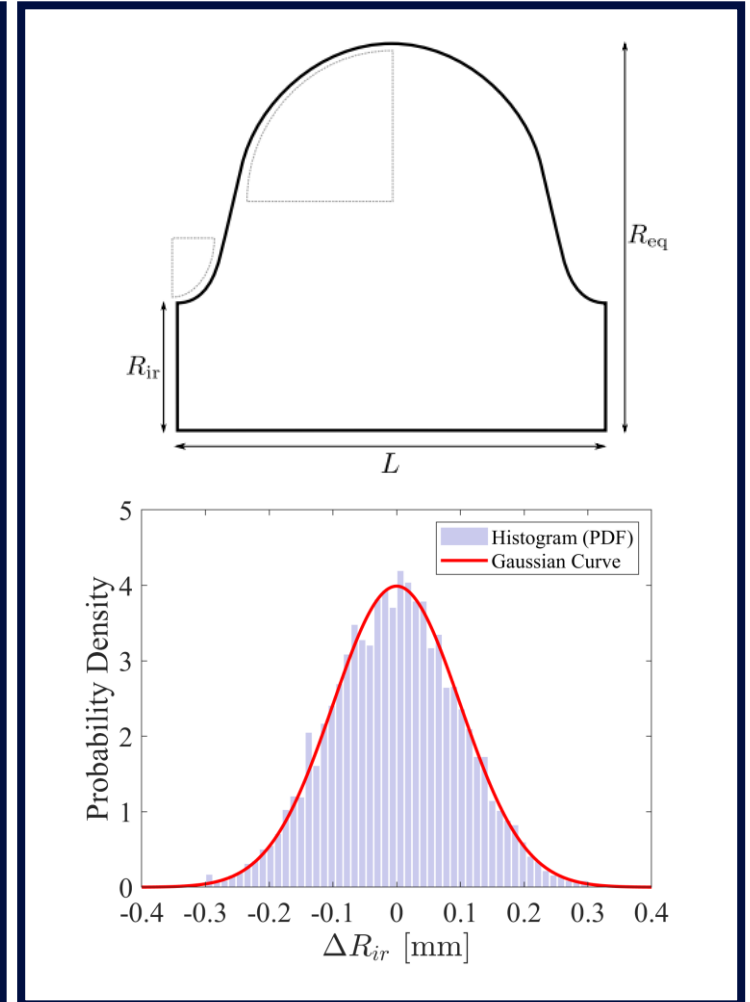 R_eq
R_ir
L
5
4
3
2
1
0
Probability Density
Histogram (PDF)
Gaussian Curve
-0.4 -0.3 -0.2 -0.1 0 0.1 0.2 0.3 0.4
ΔR_ir [mm]